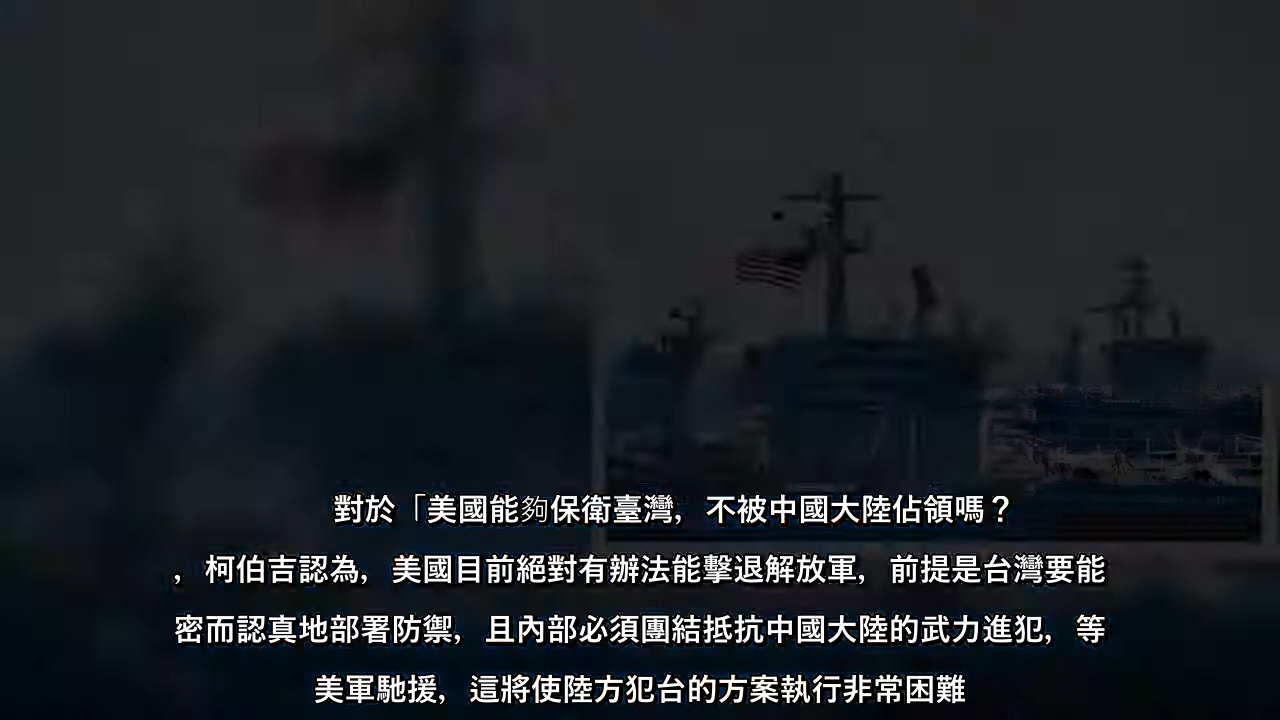 對於「美國能夠保衛臺灣，不被中國大陸佔領嗎？
，柯伯吉認為，美國目前絕對有辦法能擊退解放軍，前提是台灣要能
密而認真地部署防禦，且內部必須團結抵抗中國大陸的武力進犯，等
美軍馳援，這將使陸方犯台的方案執行非常困難